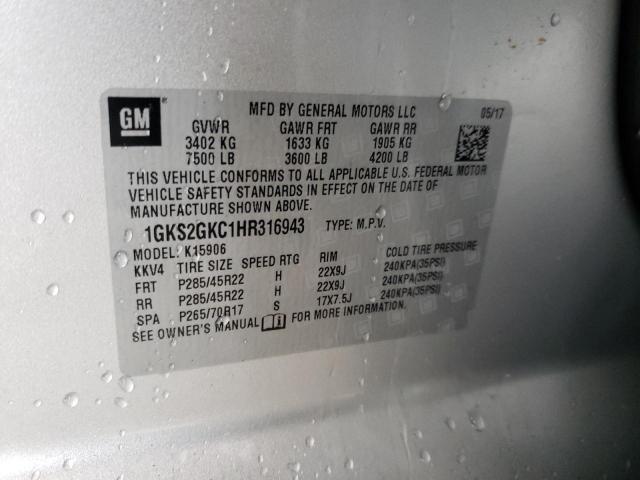 GM
MFD BY GENERAL MOTORS LLC 05/17
GVWR GAWR FRT GAWR RR
3402 KG 1633 KG 1905 KG
7500 LB 3600 LB 4200 LB
THIS VEHICLE CONFORMS TO ALL APPLICABLE U.S. FEDERAL MOTOR
VEHICLE SAFETY STANDARDS IN EFFECT ON THE DATE OF
MANUFACTURE SHOWN ABOVE.
1GKS2GKC1HR316943 TYPE: M.P.V.
MODEL: K15906
KKV4 TIRE SIZE SPEED RTG RIM COLD TIRE PRESSURE
FRT P285/45R22 H 22X9J 240KPA(35PSI)
RR P285/45R22 H 22X9J 240KPA(35PSI)
SPA P265/70R17 S 17X7.5J 240KPA(35PSI)
SEE OWNER'S MANUAL FOR MORE INFORMATION.